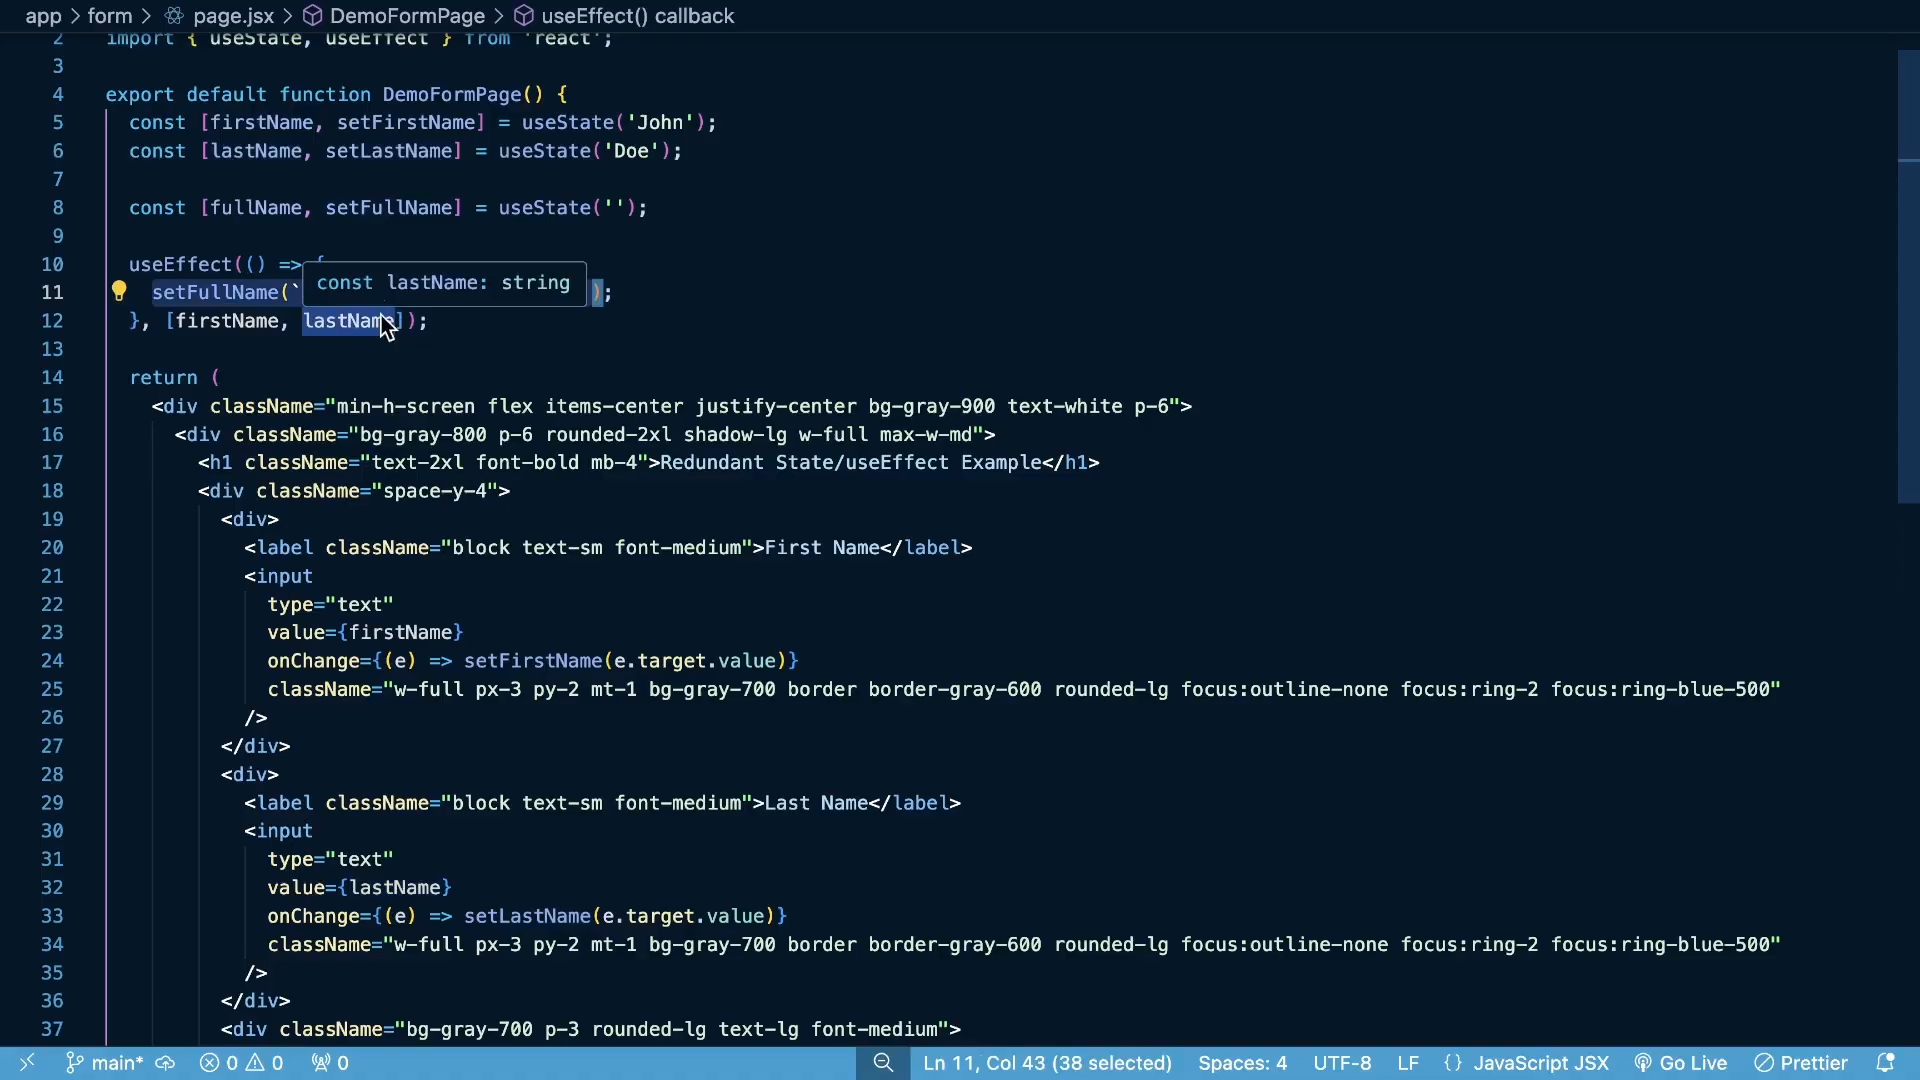 app > form > page.jsx > DemoFormPage > useEffect() callback
2 import { useState, useEffect } from 'react';
3
4 export default function DemoFormPage() {
5 const [firstName, setFirstName] = useState('John');
6 const [lastName, setLastName] = useState('Doe');
7
8 const [fullName, setFullName] = useState('');
9
10 useEffect(() => {
const lastName: string
11 setFullName(` );
12 }, [firstName, lastName]);
13
14 return (
15 <div className="min-h-screen flex items-center justify-center bg-gray-900 text-white p-6">
16 <div className="bg-gray-800 p-6 rounded-2xl shadow-lg w-full max-w-md">
17 <h1 className="text-2xl font-bold mb-4">Redundant State/useEffect Example</h1>
18 <div className="space-y-4">
19 <div>
20 <label className="block text-sm font-medium">First Name</label>
21 <input
22 type="text"
23 value={firstName}
24 onChange={(e) => setFirstName(e.target.value)}
25 className="w-full px-3 py-2 mt-1 bg-gray-700 border border-gray-600 rounded-lg focus:outline-none focus:ring-2 focus:ring-blue-500"
26 />
27 </div>
28 <div>
29 <label className="block text-sm font-medium">Last Name</label>
30 <input
31 type="text"
32 value={lastName}
33 onChange={(e) => setLastName(e.target.value)}
34 className="w-full px-3 py-2 mt-1 bg-gray-700 border border-gray-600 rounded-lg focus:outline-none focus:ring-2 focus:ring-blue-500"
35 />
36 </div>
37 <div className="bg-gray-700 p-3 rounded-lg text-lg font-medium">
main* 0 0 0 Ln 11, Col 43 (38 selected) Spaces: 4 UTF-8 LF {} JavaScript JSX Go Live Prettier